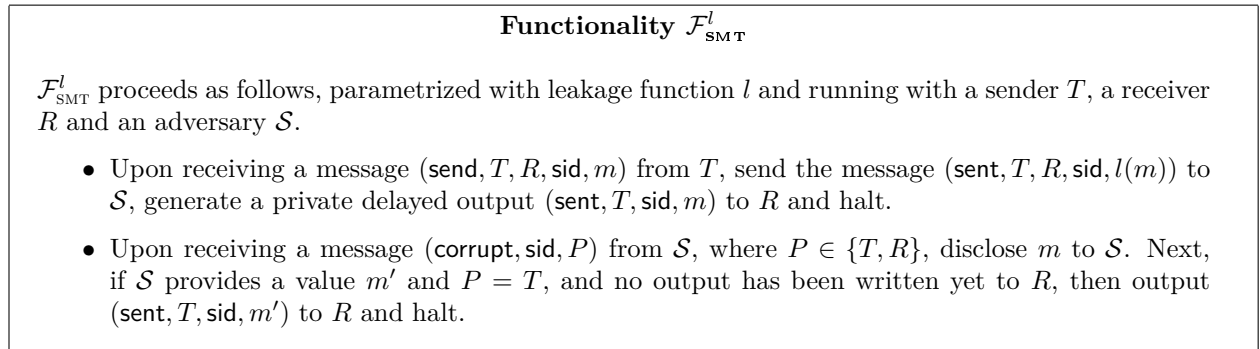 Functionality 𝓕ˡ_SMT
𝓕ˡ_SMT proceeds as follows, parametrized with leakage function l and running with a sender T, a receiver
R and an adversary 𝒮.
• Upon receiving a message (send, T, R, sid, m) from T, send the message (sent, T, R, sid, l(m)) to
𝒮, generate a private delayed output (sent, T, sid, m) to R and halt.
• Upon receiving a message (corrupt, sid, P) from 𝒮, where P ∈ {T, R}, disclose m to 𝒮. Next,
if 𝒮 provides a value m′ and P = T, and no output has been written yet to R, then output
(sent, T, sid, m′) to R and halt.